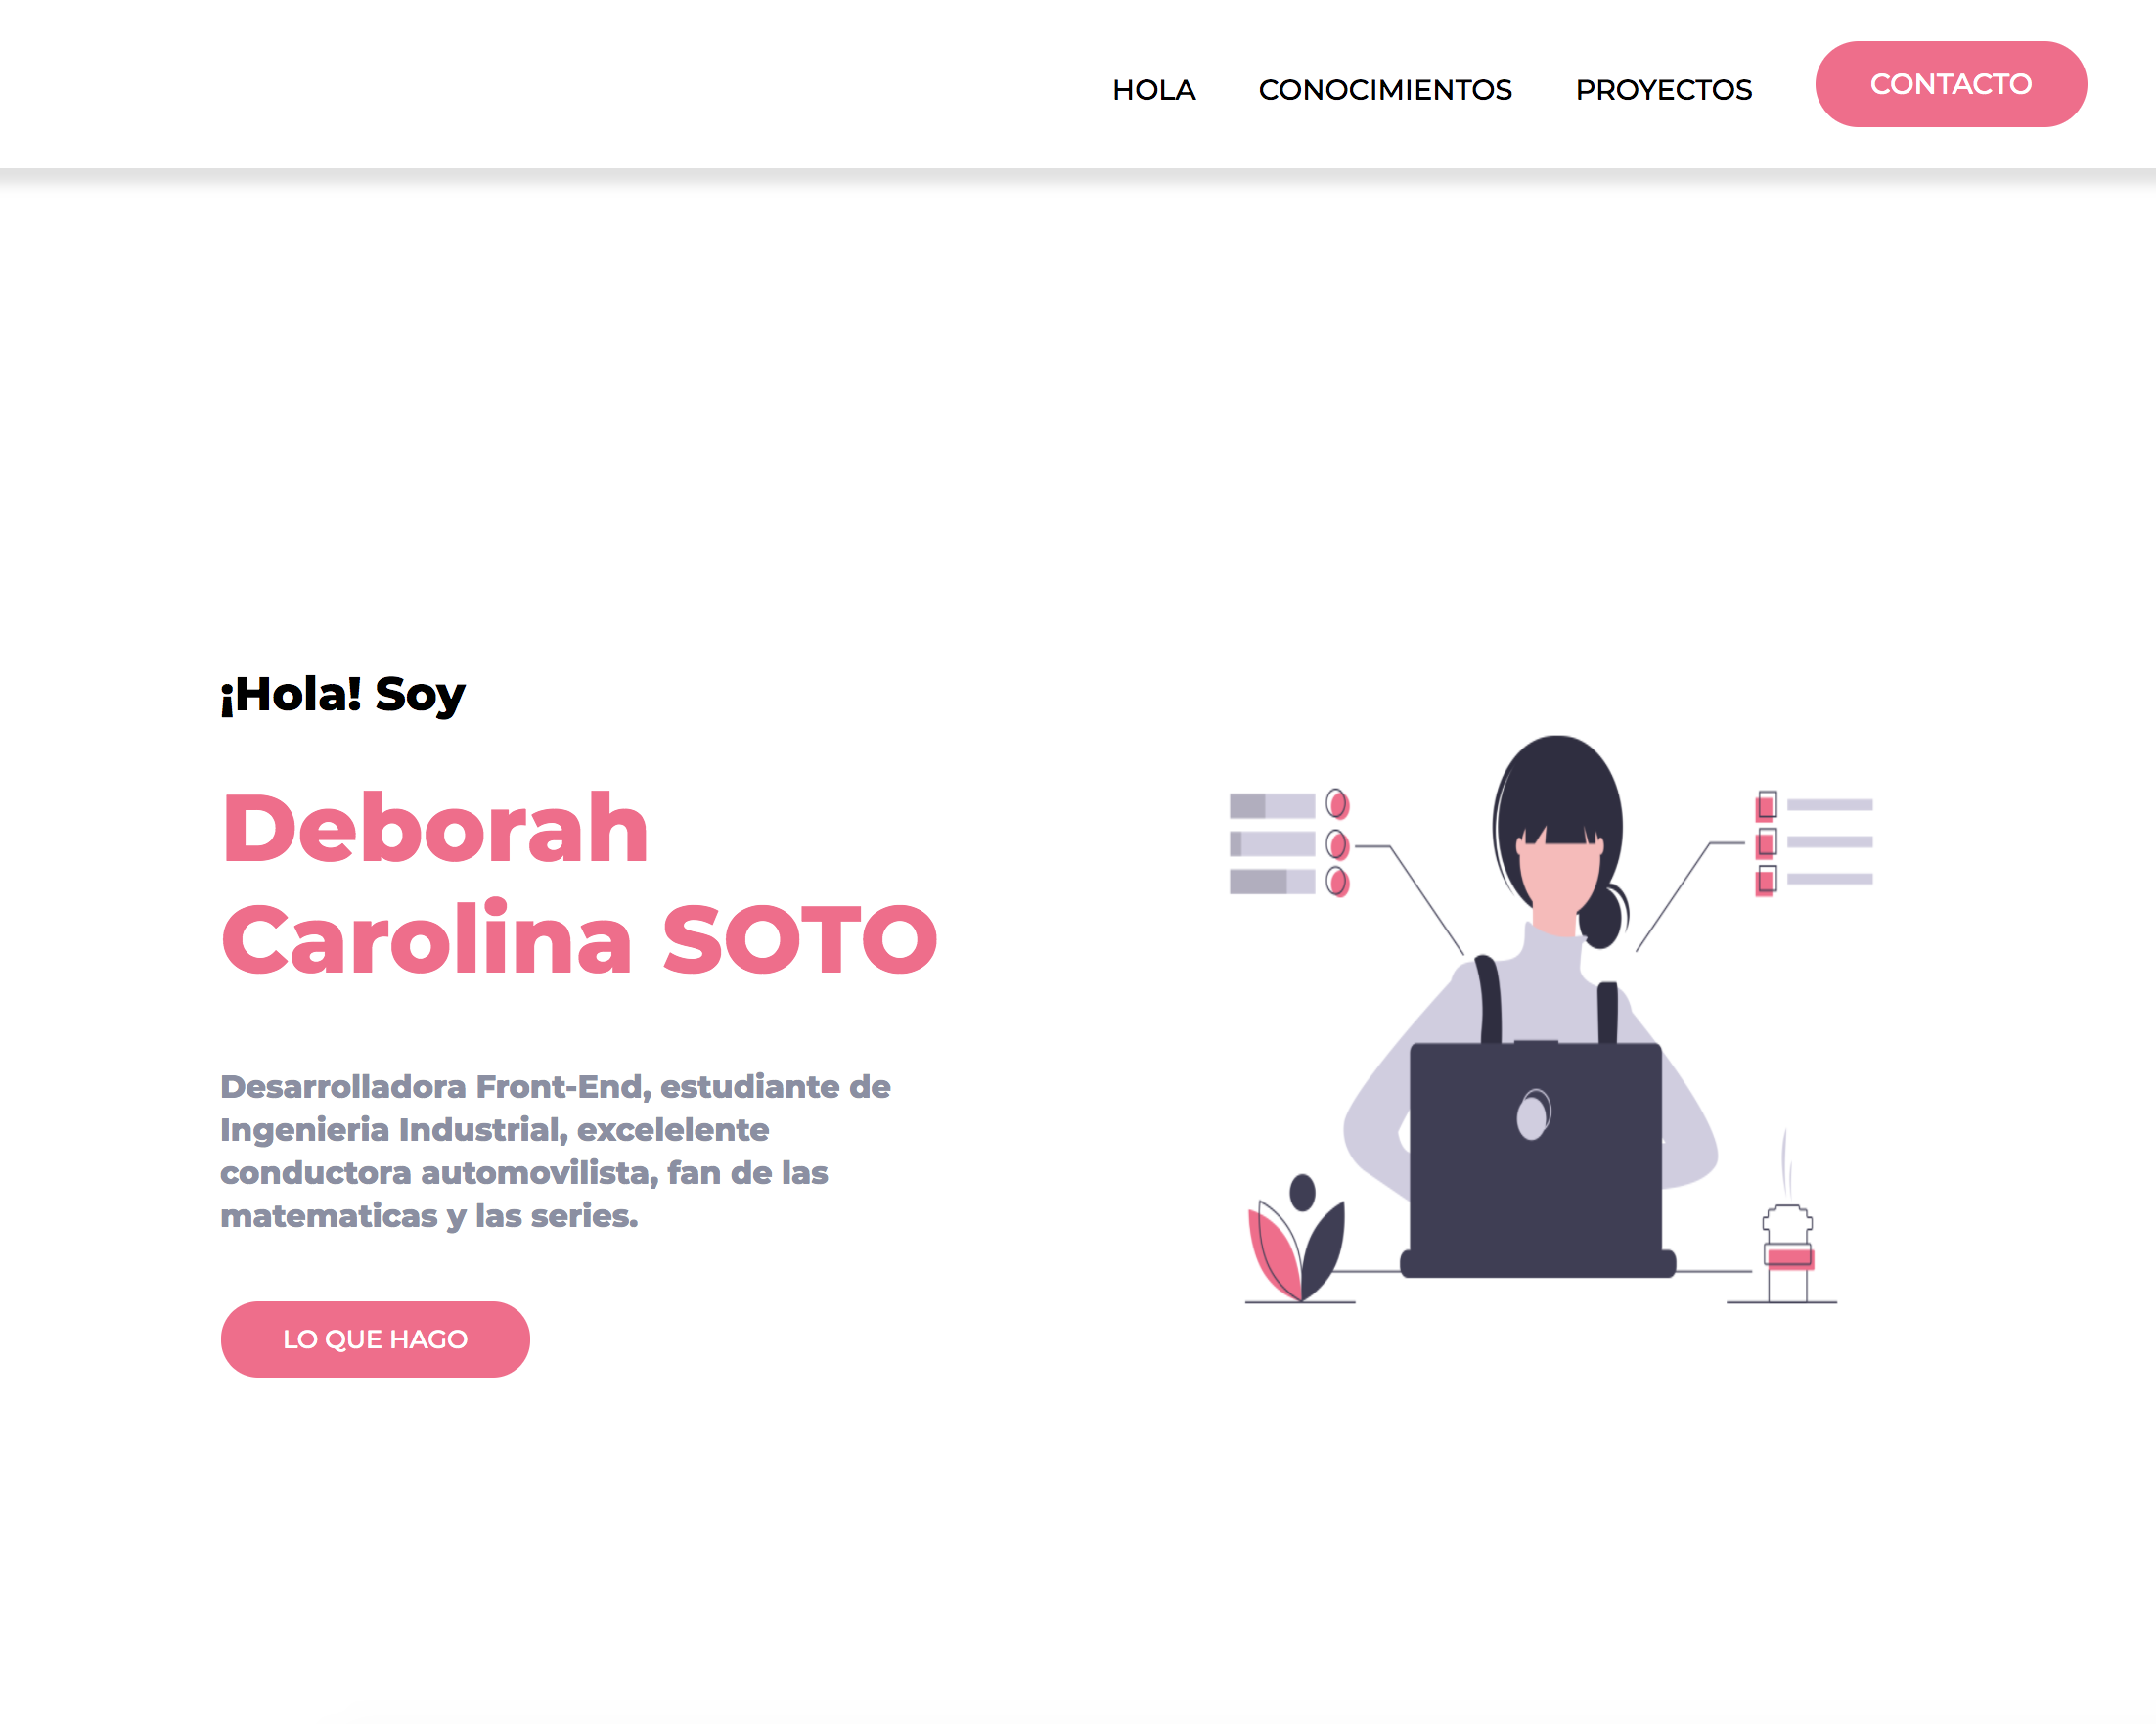 HOLA CONOCIMIENTOS PROYECTOS CONTACTO
¡Hola! Soy
Deborah
Carolina SOTO
Desarrolladora Front-End, estudiante de
Ingenieria Industrial, excelelente
conductora automovilista, fan de las
matematicas y las series.
LO QUE HAGO